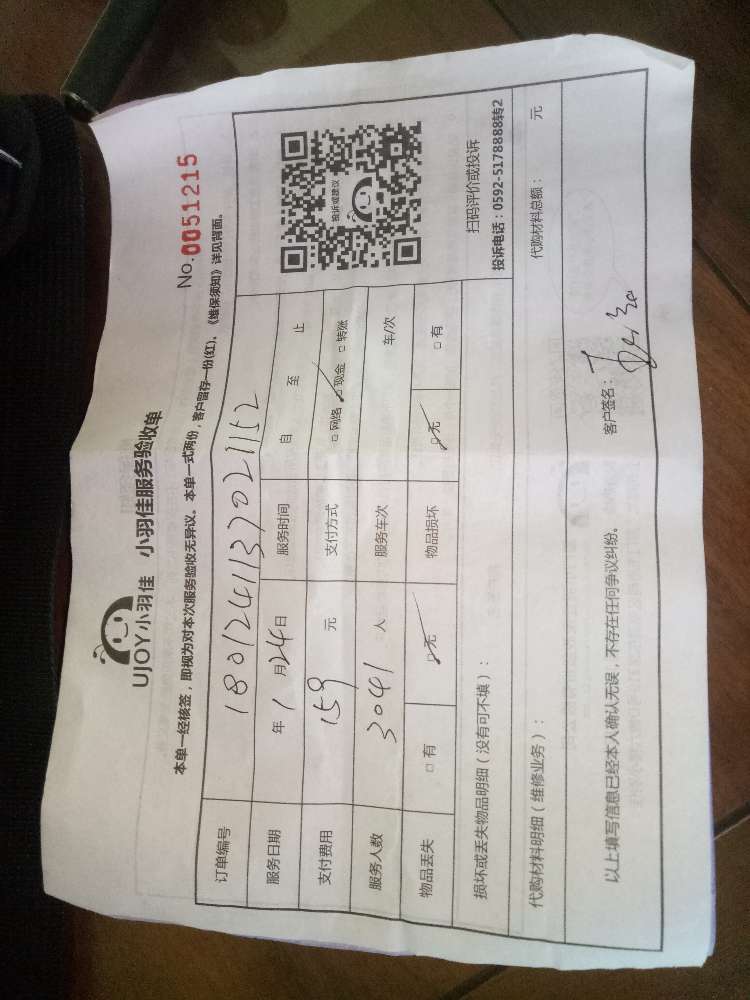 UJOY小羽佳 小羽佳服务验收单
No.0051215
本单一经核签，即视为对本次服务验收无异议。本单一式两份，客户留存一份(红)、《维保须知》详见背面。
订单编号 1801241137021152
服务日期 年 1 月 24 日 服务时间 自 至 止
支付费用 159 元 支付方式 □ 网络 □ 现金 □ 转账
服务人数 3041 人 服务车次 车/次
物品丢失 □ 有 □ 无 物品损坏 □ 无 □ 有
投诉或建议
扫码评价或投诉
投诉电话：0592-5178888转2
损坏或丢失物品明细（没有可不填）：
代购材料明细（维修业务）： 代购材料总额： 元
以上填写信息已经本人确认无误，不存在任何争议纠纷。 客户签名：